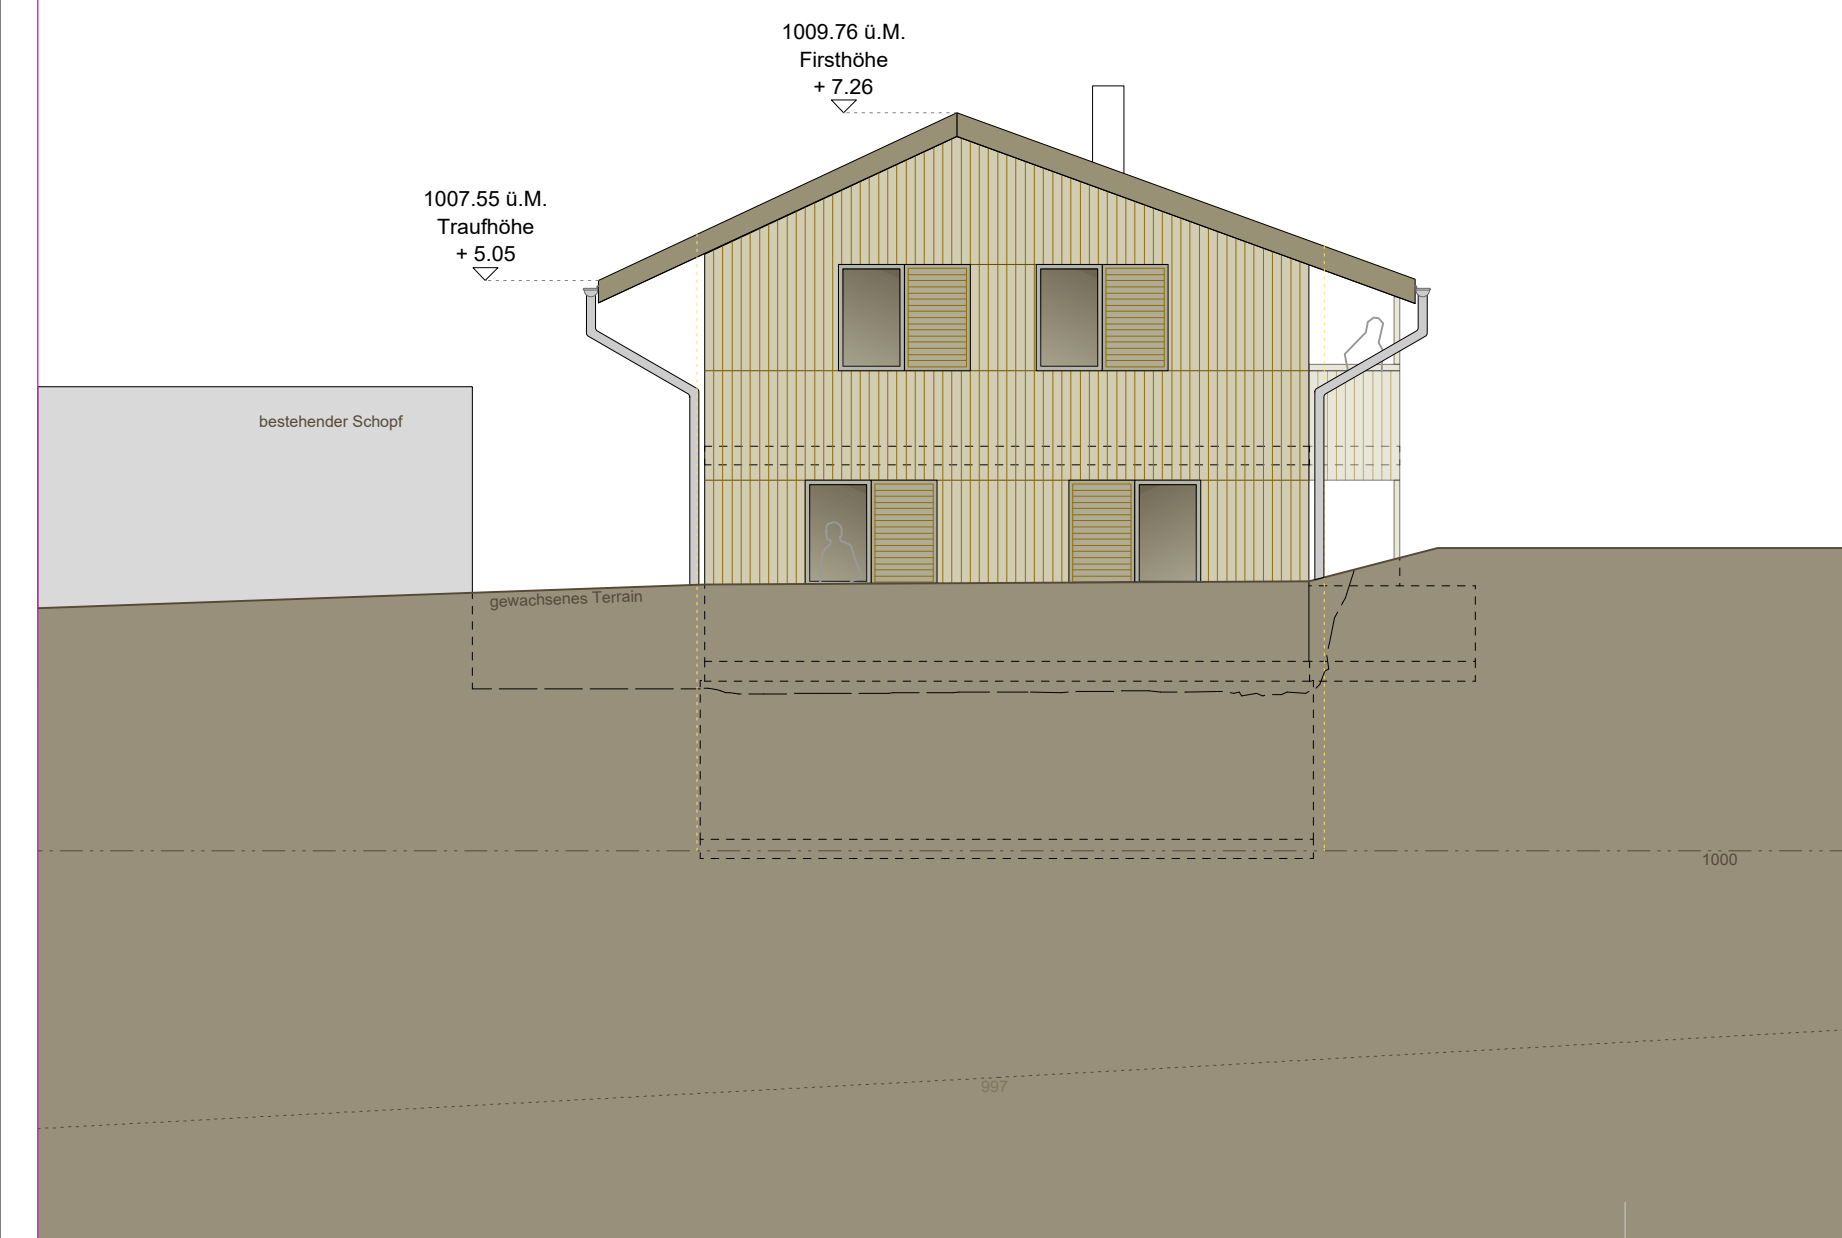 1009.76 ü.M.
Firsthöhe
+ 7.26
1007.55 ü.M.
Traufhöhe
+ 5.05
bestehender Schopf
gewachsenes Terrain
1000
997